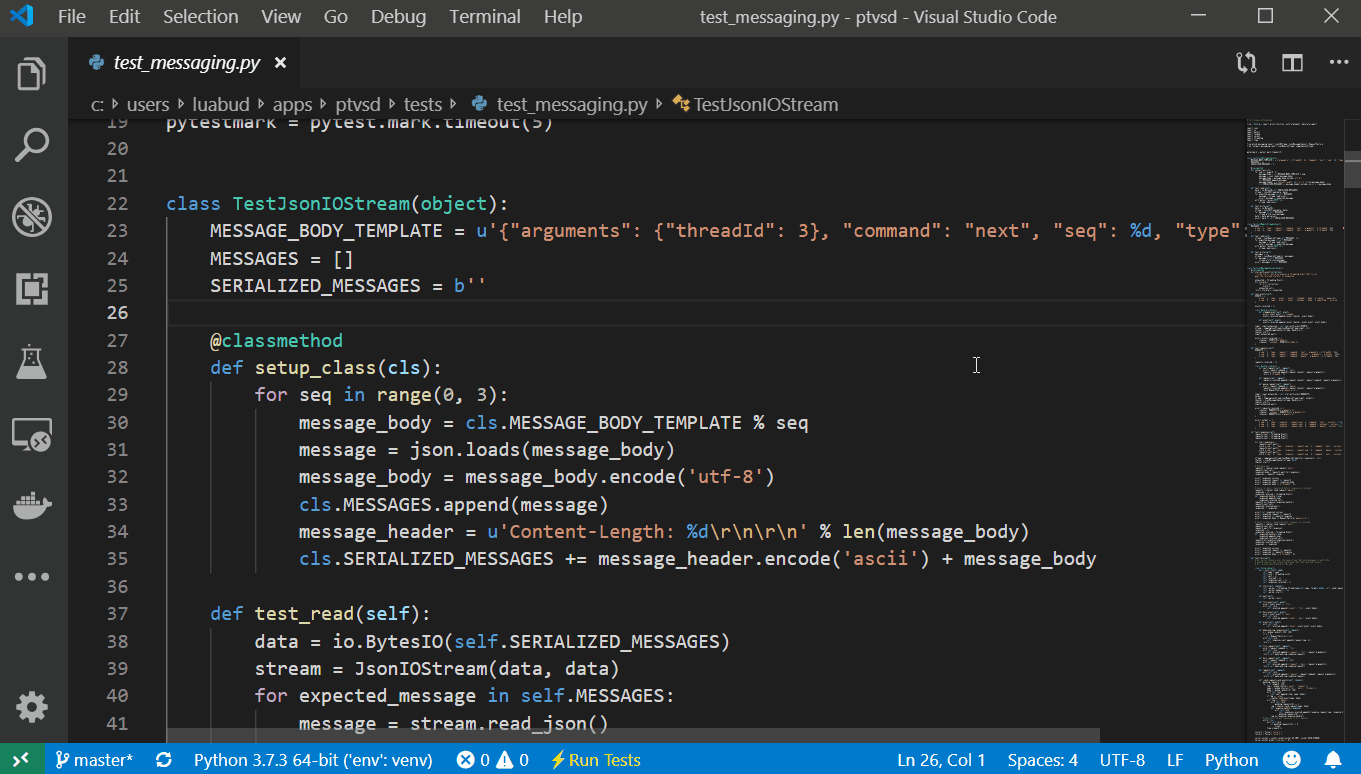 File Edit Selection View Go Debug Terminal Help test_messaging.py - ptvsd - Visual Studio Code
test_messaging.py
c: users luabud apps ptvsd tests test_messaging.py TestJsonIOStream
19 pytestmark = pytest.mark.timeout(5)
20
21
22 class TestJsonIOStream(object):
23 MESSAGE_BODY_TEMPLATE = u'{"arguments": {"threadId": 3}, "command": "next", "seq": %d, "type":
24 MESSAGES = []
25 SERIALIZED_MESSAGES = b''
26
27 @classmethod
28 def setup_class(cls):
29 for seq in range(0, 3):
30 message_body = cls.MESSAGE_BODY_TEMPLATE % seq
31 message = json.loads(message_body)
32 message_body = message_body.encode('utf-8')
33 cls.MESSAGES.append(message)
34 message_header = u'Content-Length: %d\r\n\r\n' % len(message_body)
35 cls.SERIALIZED_MESSAGES += message_header.encode('ascii') + message_body
36
37 def test_read(self):
38 data = io.BytesIO(self.SERIALIZED_MESSAGES)
39 stream = JsonIOStream(data, data)
40 for expected_message in self.MESSAGES:
41 message = stream.read_json()
master* Python 3.7.3 64-bit ('env': venv) 0 0 Run Tests Ln 26, Col 1 Spaces: 4 UTF-8 LF Python